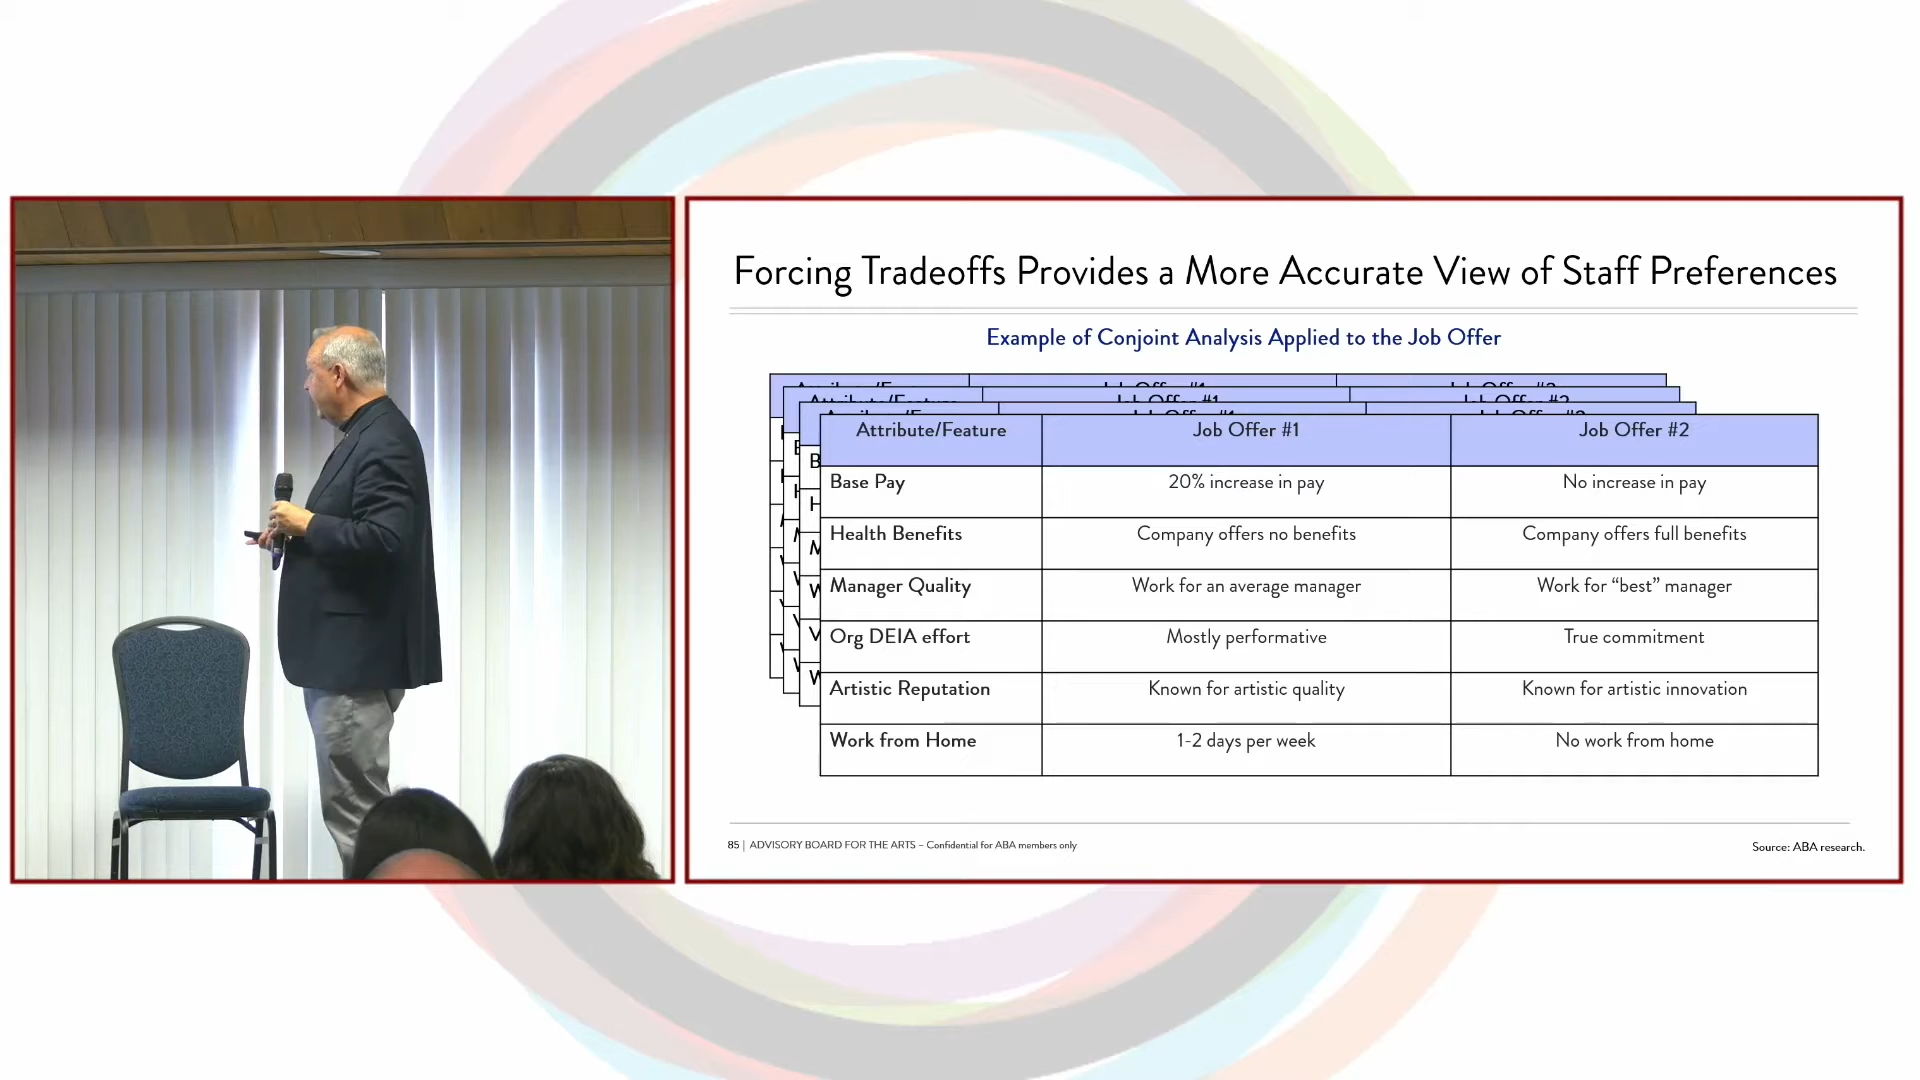 Forcing Tradeoffs Provides a More Accurate View of Staff Preferences
Example of Conjoint Analysis Applied to the Job Offer
Attribute/Feature Job Offer #1 Job Offer #2
Base Pay 20% increase in pay No increase in pay
Health Benefits Company offers no benefits Company offers full benefits
Manager Quality Work for an average manager Work for “best” manager
Org DEIA effort Mostly performative True commitment
Artistic Reputation Known for artistic quality Known for artistic innovation
Work from Home 1-2 days per week No work from home
85 | ADVISORY BOARD FOR THE ARTS – Confidential for ABA members only
Source: ABA research.